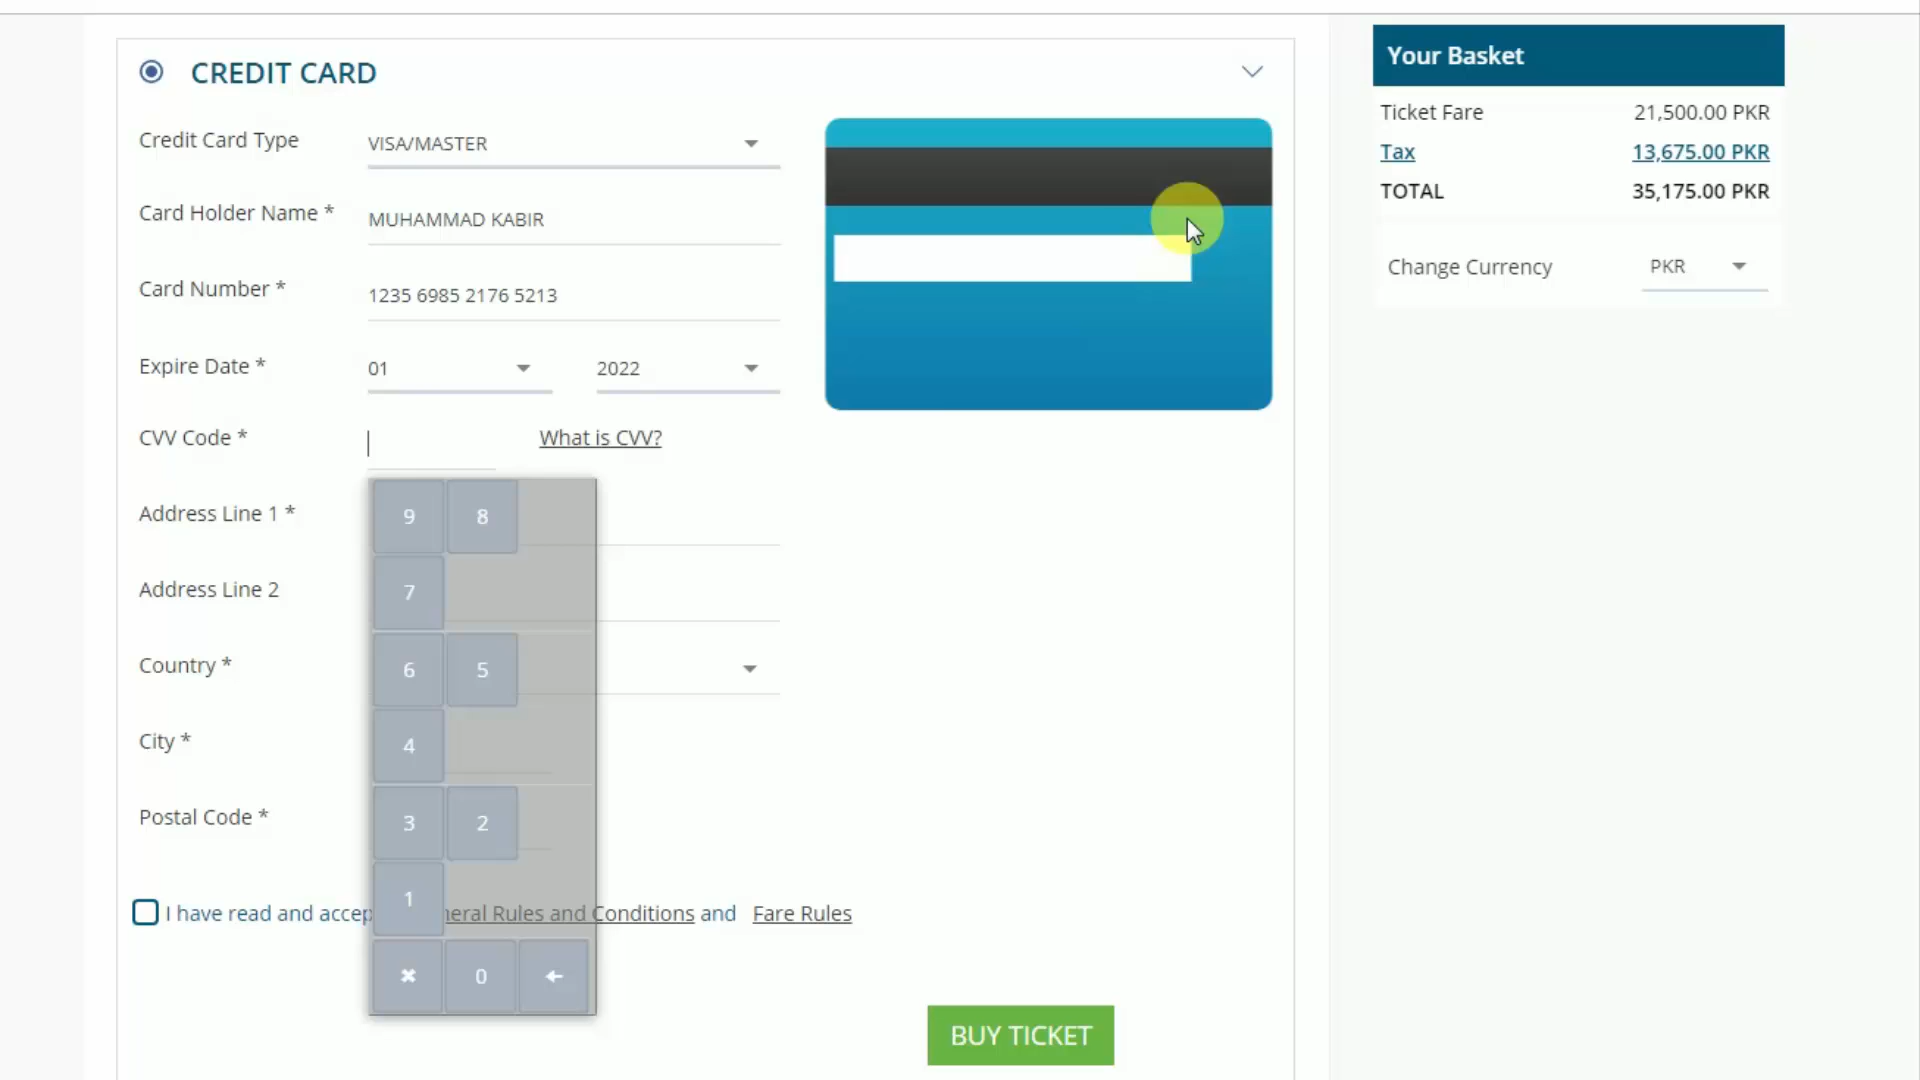 CREDIT CARD
Credit Card Type VISA/MASTER
Card Holder Name * MUHAMMAD KABIR
Card Number * 1235 6985 2176 5213
Expire Date * 01 2022
CVV Code * What is CVV?
Address Line 1 *
Address Line 2
Country *
City *
Postal Code *
9 8
7
6 5
4
3 2
1
✖ 0 ←
I have read and accep neral Rules and Conditions and Fare Rules
BUY TICKET
Your Basket
Ticket Fare 21,500.00 PKR
Tax 13,675.00 PKR
TOTAL 35,175.00 PKR
Change Currency PKR